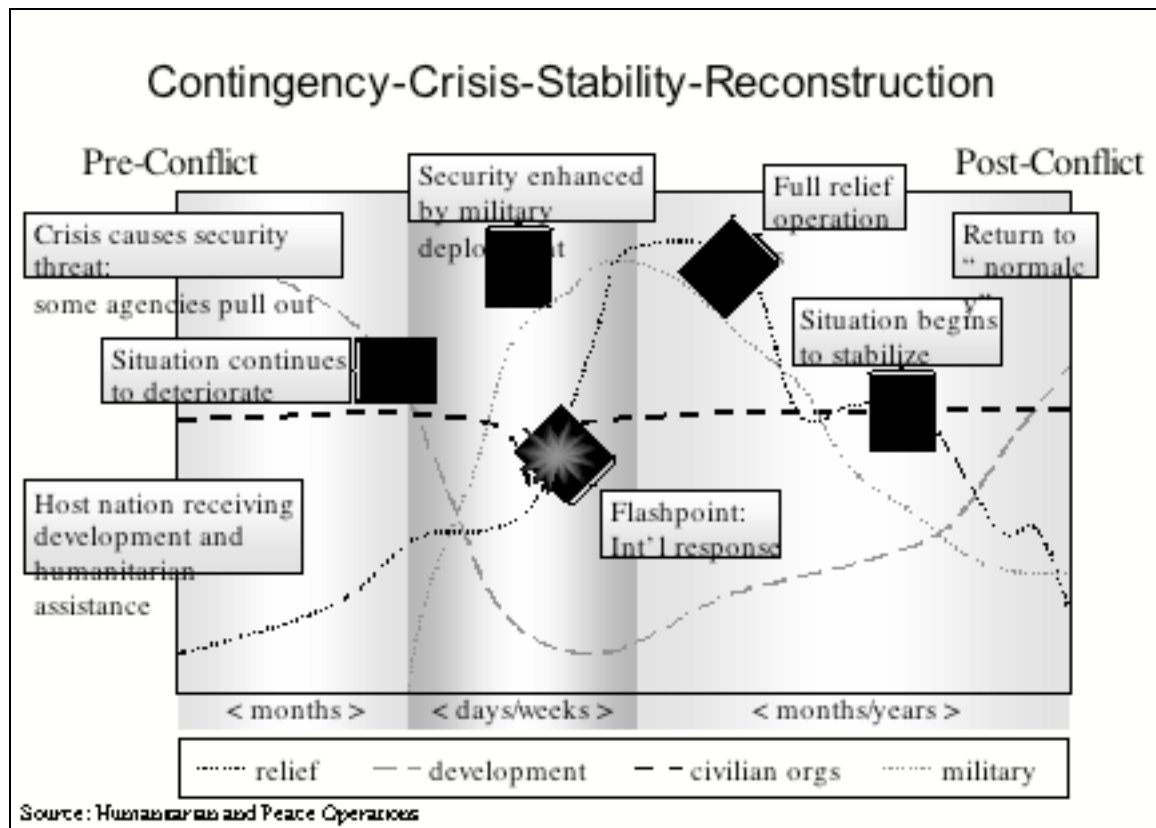 Contingency-Crisis-Stability-Reconstruction
Pre-Conflict
Post-Conflict
Security enhanced
by military
Full relief
operation
s
Crisis causes security
threat:
some agencies pull out
Return to
“ normalc
y”
Situation continues
to deteriorate
Situation begins
to stabilize
Host nation receiving
development and
humanitarian
assistance
Flashpoint:
Int'l response
< months >
< days/weeks >
< months/years >
relief
development
civilian orgs
military
Source: Humanitarian and Peace Operations